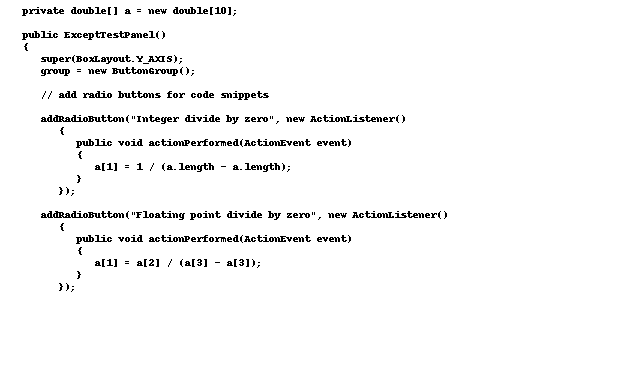 private double[] a = new double[10];
public ExceptTestPanel()
{
super(BoxLayout.Y_AXIS);
group = new ButtonGroup();
// add radio buttons for code snippets
addRadioButton("Integer divide by zero", new ActionListener()
{
public void actionPerformed(ActionEvent event)
{
a[1] = 1 / (a.length - a.length);
}
});
addRadioButton("Floating point divide by zero", new ActionListener()
{
public void actionPerformed(ActionEvent event)
{
a[1] = a[2] / (a[3] - a[3]);
}
});